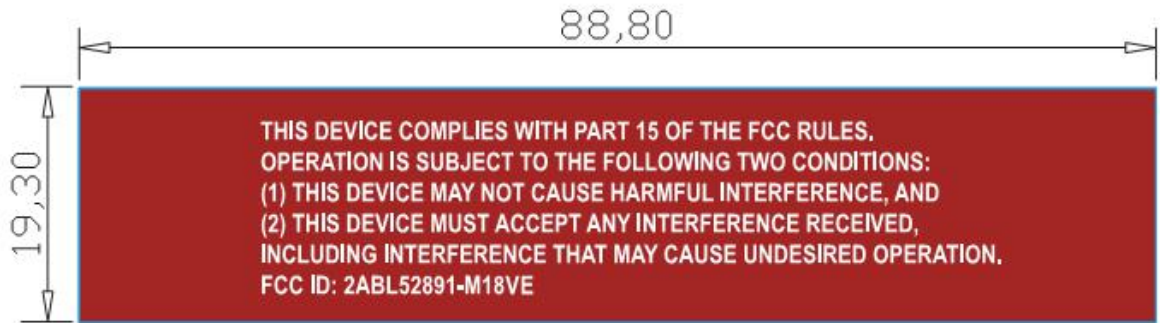 88,80
19,30
THIS DEVICE COMPLIES WITH PART 15 OF THE FCC RULES.
OPERATION IS SUBJECT TO THE FOLLOWING TWO CONDITIONS:
(1) THIS DEVICE MAY NOT CAUSE HARMFUL INTERFERENCE, AND
(2) THIS DEVICE MUST ACCEPT ANY INTERFERENCE RECEIVED,
INCLUDING INTERFERENCE THAT MAY CAUSE UNDESIRED OPERATION.
FCC ID: 2ABL52891-M18VE